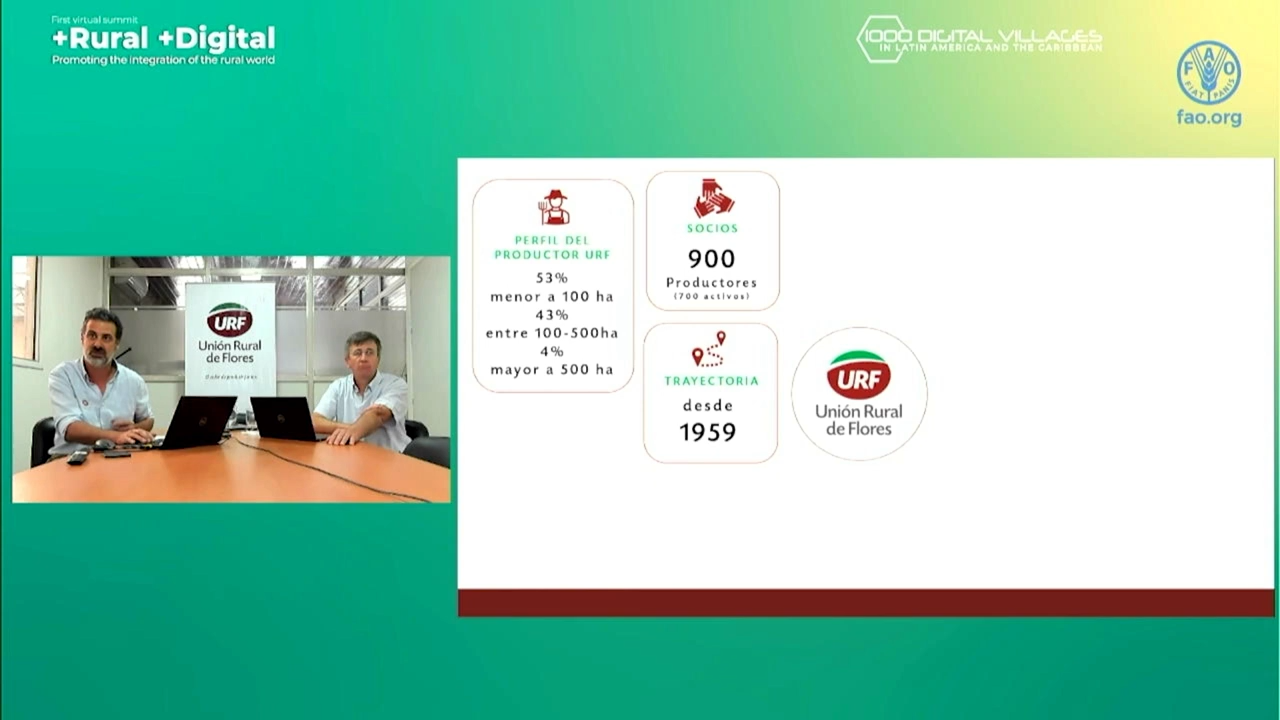 First virtual summit
+Rural +Digital
Promoting the integration of the rural world
1000 DIGITAL VILLAGES
IN LATIN AMERICA AND THE CARIBBEAN
F A O
FIAT PANIS
fao.org
URF
Unión Rural
de Flores
PERFIL DEL
PRODUCTOR URF
53%
menor a 100 ha
43%
entre 100-500ha
4%
mayor a 500 ha
SOCIOS
900
Productores
(700 activos)
TRAYECTORIA
desde
1959
URF
Unión Rural
de Flores